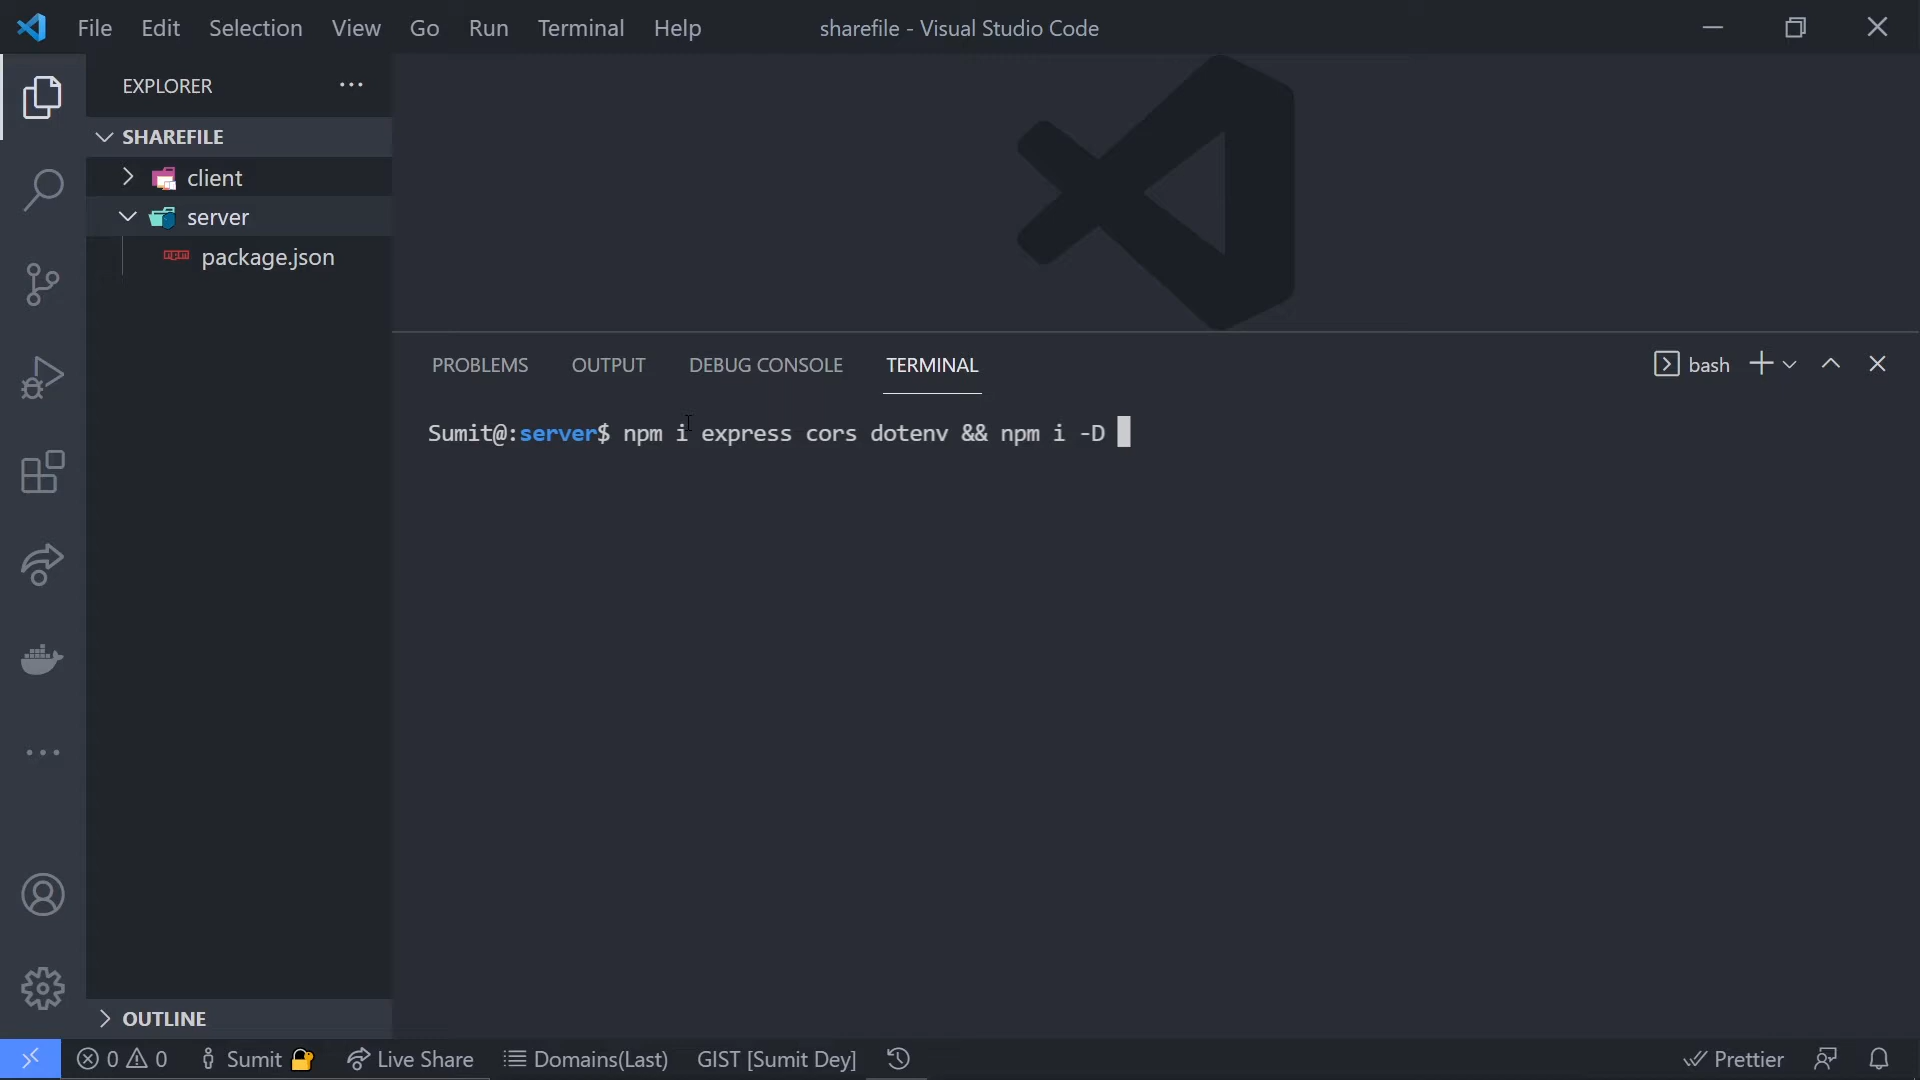 File Edit Selection View Go Run Terminal Help
sharefile - Visual Studio Code
EXPLORER
SHAREFILE
client
server
package.json
PROBLEMS OUTPUT DEBUG CONSOLE TERMINAL
bash
Sumit@:server$ npm i express cors dotenv && npm i -D
OUTLINE
0 0 Sumit Live Share Domains(Last) GIST [Sumit Dey] Prettier